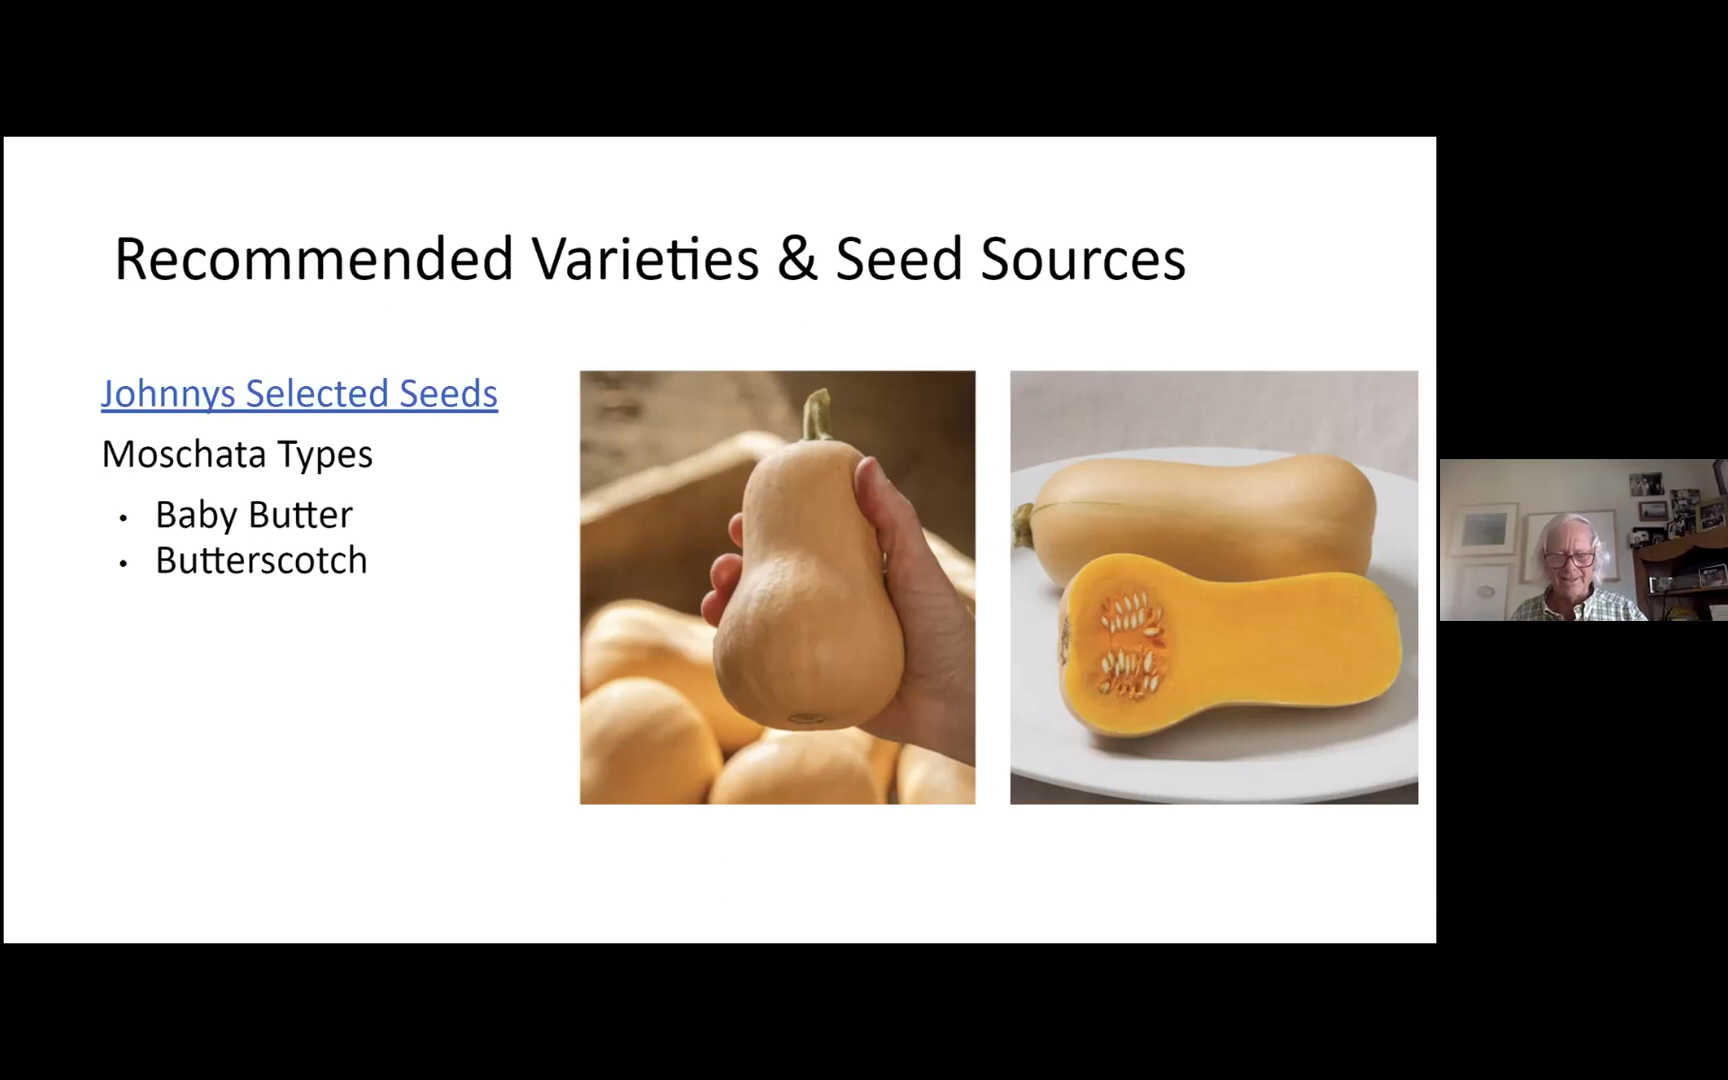 Recommended Varieties & Seed Sources
Johnnys Selected Seeds
Moschata Types
• Baby Butter
• Butterscotch